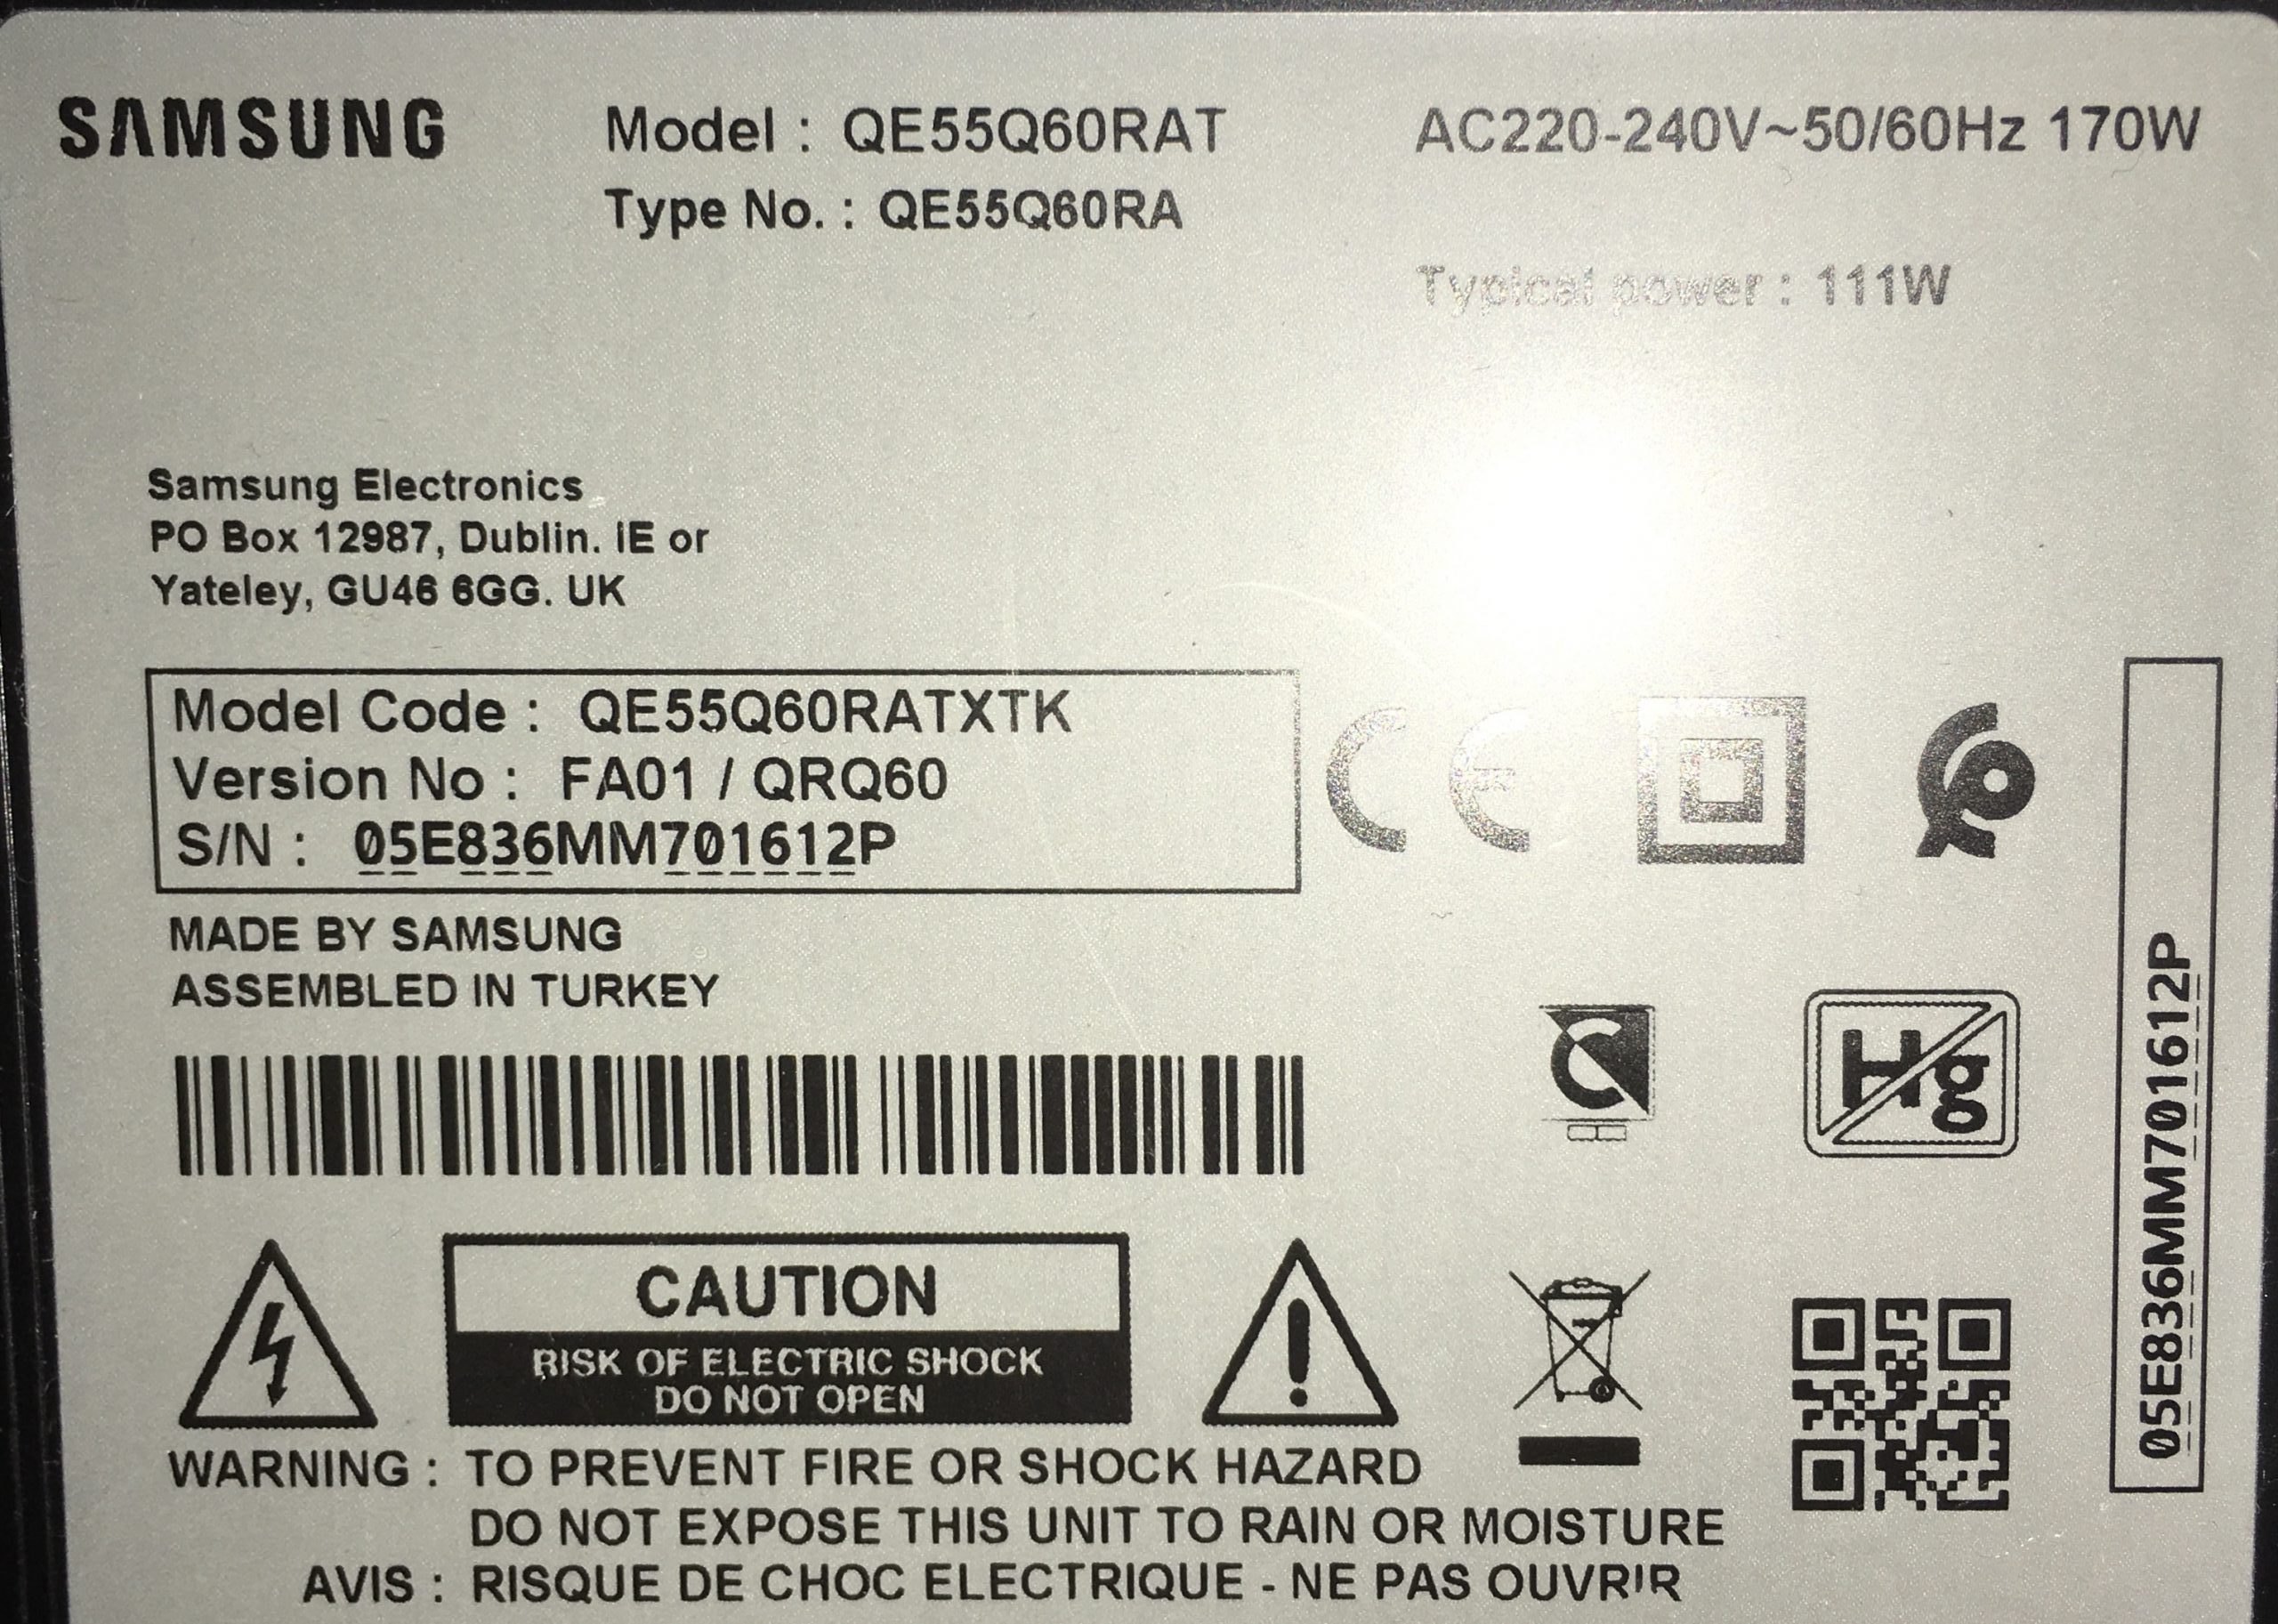 SAMSUNG
Model : QE55Q60RAT
Type No. : QE55Q60RA
AC220-240V~50/60Hz 170W
Typical power : 111W
Samsung Electronics
PO Box 12987, Dublin. IE or
Yateley, GU46 6GG. UK
Model Code : QE55Q60RATXTK
Version No : FA01 / QRQ60
S/N : 05E836MM701612P
CE
MADE BY SAMSUNG
ASSEMBLED IN TURKEY
C
Hg
05E836MM701612P
CAUTION
RISK OF ELECTRIC SHOCK
DO NOT OPEN
WARNING : TO PREVENT FIRE OR SHOCK HAZARD
DO NOT EXPOSE THIS UNIT TO RAIN OR MOISTURE
AVIS : RISQUE DE CHOC ELECTRIQUE - NE PAS OUVRIR